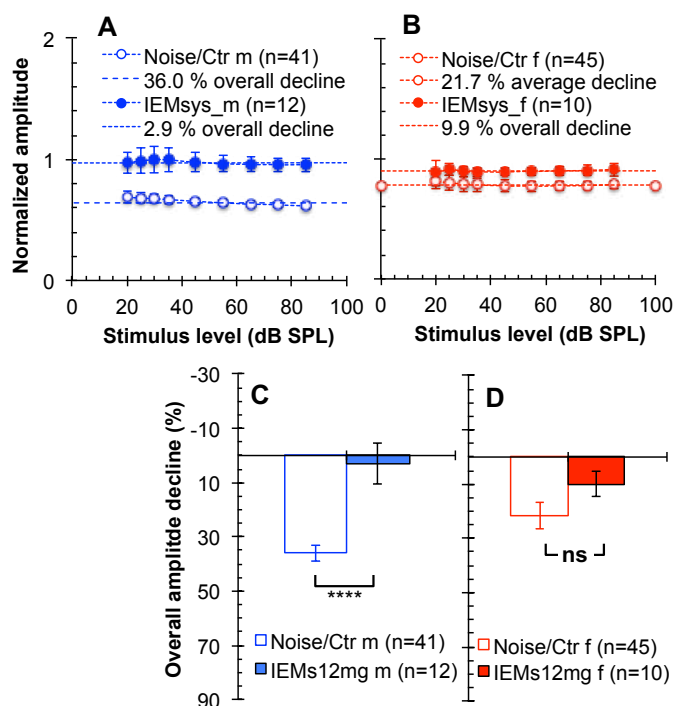 A
B
2
Noise/Ctr m (n=41)
36.0 % overall decline
IEMsys_m (n=12)
2.9 % overall decline
Noise/Ctr f (n=45)
21.7 % average decline
IEMsys_f (n=10)
9.9 % overall decline
Normalized amplitude
1
0
0 20 40 60 80 100
Stimulus level (dB SPL)
0 20 40 60 80 100
Stimulus level (dB SPL)
-30
C
D
-10
10
30
50
70
90
Overall amplitde decline (%)
****
ns
Noise/Ctr m (n=41)
IEMs12mg m (n=12)
Noise/Ctr f (n=45)
IEMs12mg f (n=10)